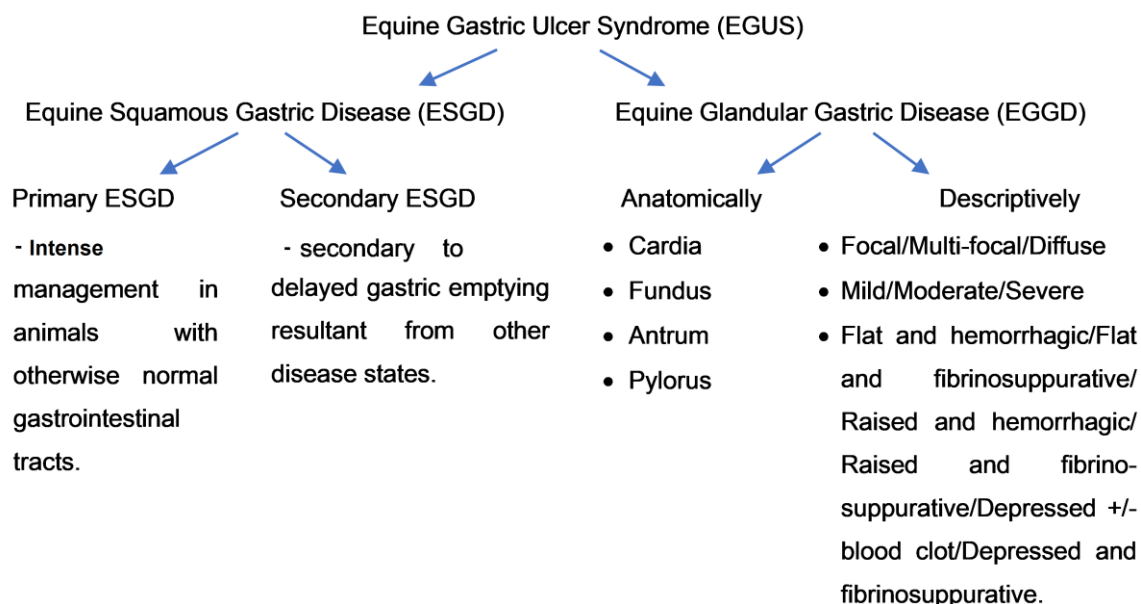 Equine Gastric Ulcer Syndrome (EGUS)
Equine Squamous Gastric Disease (ESGD)
Equine Glandular Gastric Disease (EGGD)
Primary ESGD
- Intense
management in
animals with
otherwise normal
gastrointestinal
tracts.
Secondary ESGD
- secondary to
delayed gastric emptying
resultant from other
disease states.
Anatomically
• Cardia
• Fundus
• Antrum
• Pylorus
Descriptively
• Focal/Multi-focal/Diffuse
• Mild/Moderate/Severe
• Flat and hemorrhagic/Flat
and fibrinosuppurative/
Raised and hemorrhagic/
Raised and fibrino-
suppurative/Depressed +/-
blood clot/Depressed and
fibrinosuppurative.